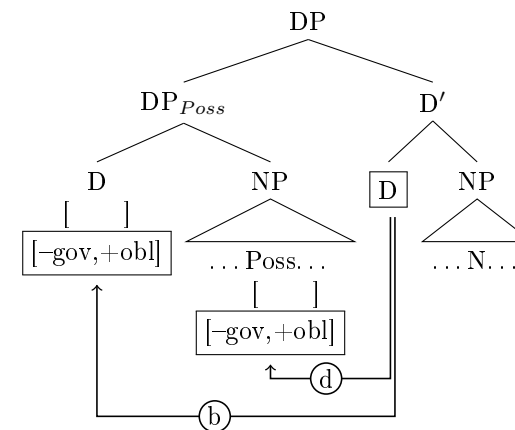 DP
DP_Poss D′
D NP D NP
[ ] 
[–gov,+obl] ...Poss... ...N...
[ ]
[–gov,+obl]
d
b